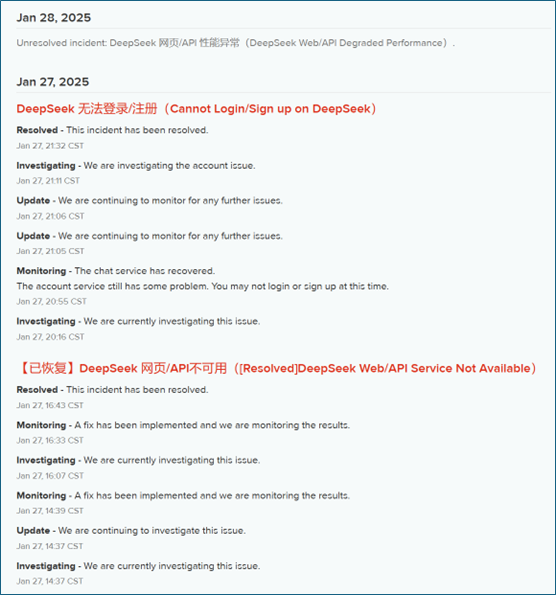 Jan 28, 2025
Unresolved incident: DeepSeek 网页/API 性能异常（DeepSeek Web/API Degraded Performance）.
Jan 27, 2025
DeepSeek 无法登录/注册（Cannot Login/Sign up on DeepSeek）
Resolved - This incident has been resolved.
Jan 27, 21:32 CST
Investigating - We are investigating the account issue.
Jan 27, 21:11 CST
Update - We are continuing to monitor for any further issues.
Jan 27, 21:06 CST
Update - We are continuing to monitor for any further issues.
Jan 27, 21:05 CST
Monitoring - The chat service has recovered.
The account service still has some problem. You may not login or sign up at this time.
Jan 27, 20:55 CST
Investigating - We are currently investigating this issue.
Jan 27, 20:16 CST
【已恢复】DeepSeek 网页/API不可用（[Resolved]DeepSeek Web/API Service Not Available）
Resolved - This incident has been resolved.
Jan 27, 16:43 CST
Monitoring - A fix has been implemented and we are monitoring the results.
Jan 27, 16:33 CST
Investigating - We are currently investigating this issue.
Jan 27, 16:07 CST
Monitoring - A fix has been implemented and we are monitoring the results.
Jan 27, 14:39 CST
Update - We are continuing to investigate this issue.
Jan 27, 14:37 CST
Investigating - We are currently investigating this issue.
Jan 27, 14:37 CST